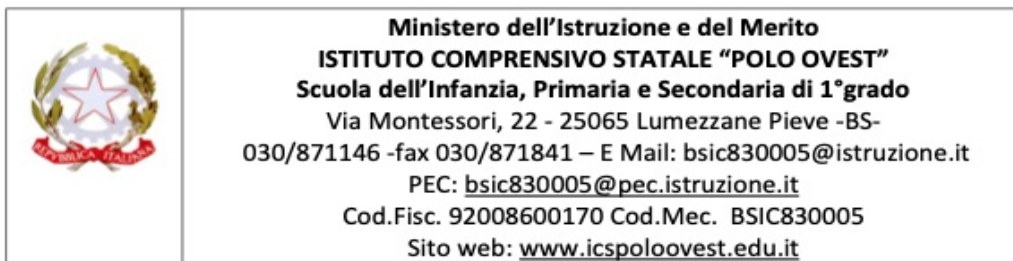 Ministero dell’Istruzione e del Merito
ISTITUTO COMPRENSIVO STATALE “POLO OVEST”
Scuola dell’Infanzia, Primaria e Secondaria di 1°grado
Via Montessori, 22 - 25065 Lumezzane Pieve -BS-
030/871146 -fax 030/871841 – E Mail: bsic830005@istruzione.it
PEC: bsic830005@pec.istruzione.it
Cod.Fisc. 92008600170 Cod.Mec. BSIC830005
Sito web: www.icspoloovest.edu.it
REPVBBLICA ITALIANA